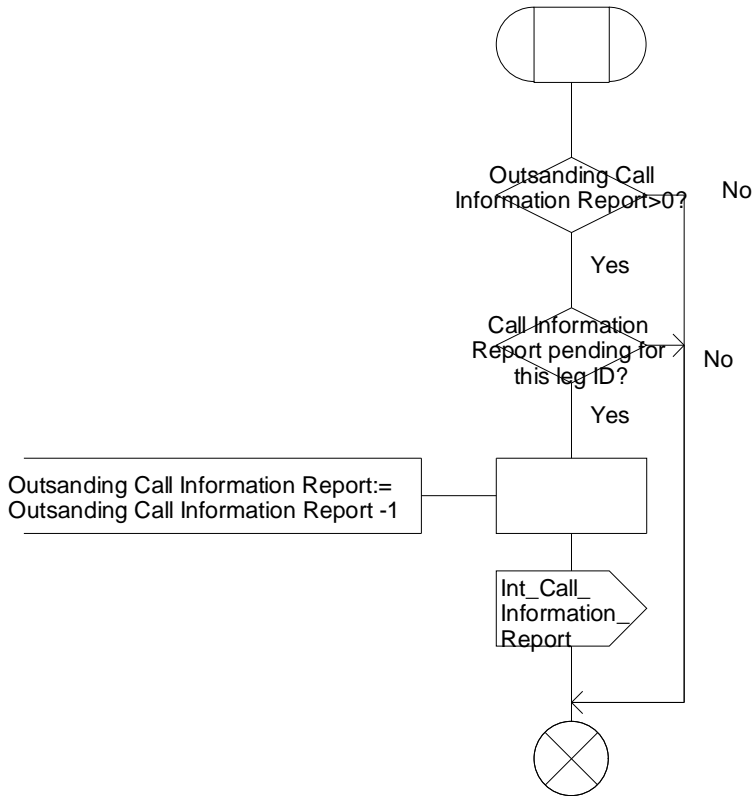 Outsanding Call
Information Report>0?
No
Yes
Call Information
Report pending for
this leg ID?
No
Yes
Outsanding Call Information Report:=
Outsanding Call Information Report -1
Int_Call_
Information_
Report